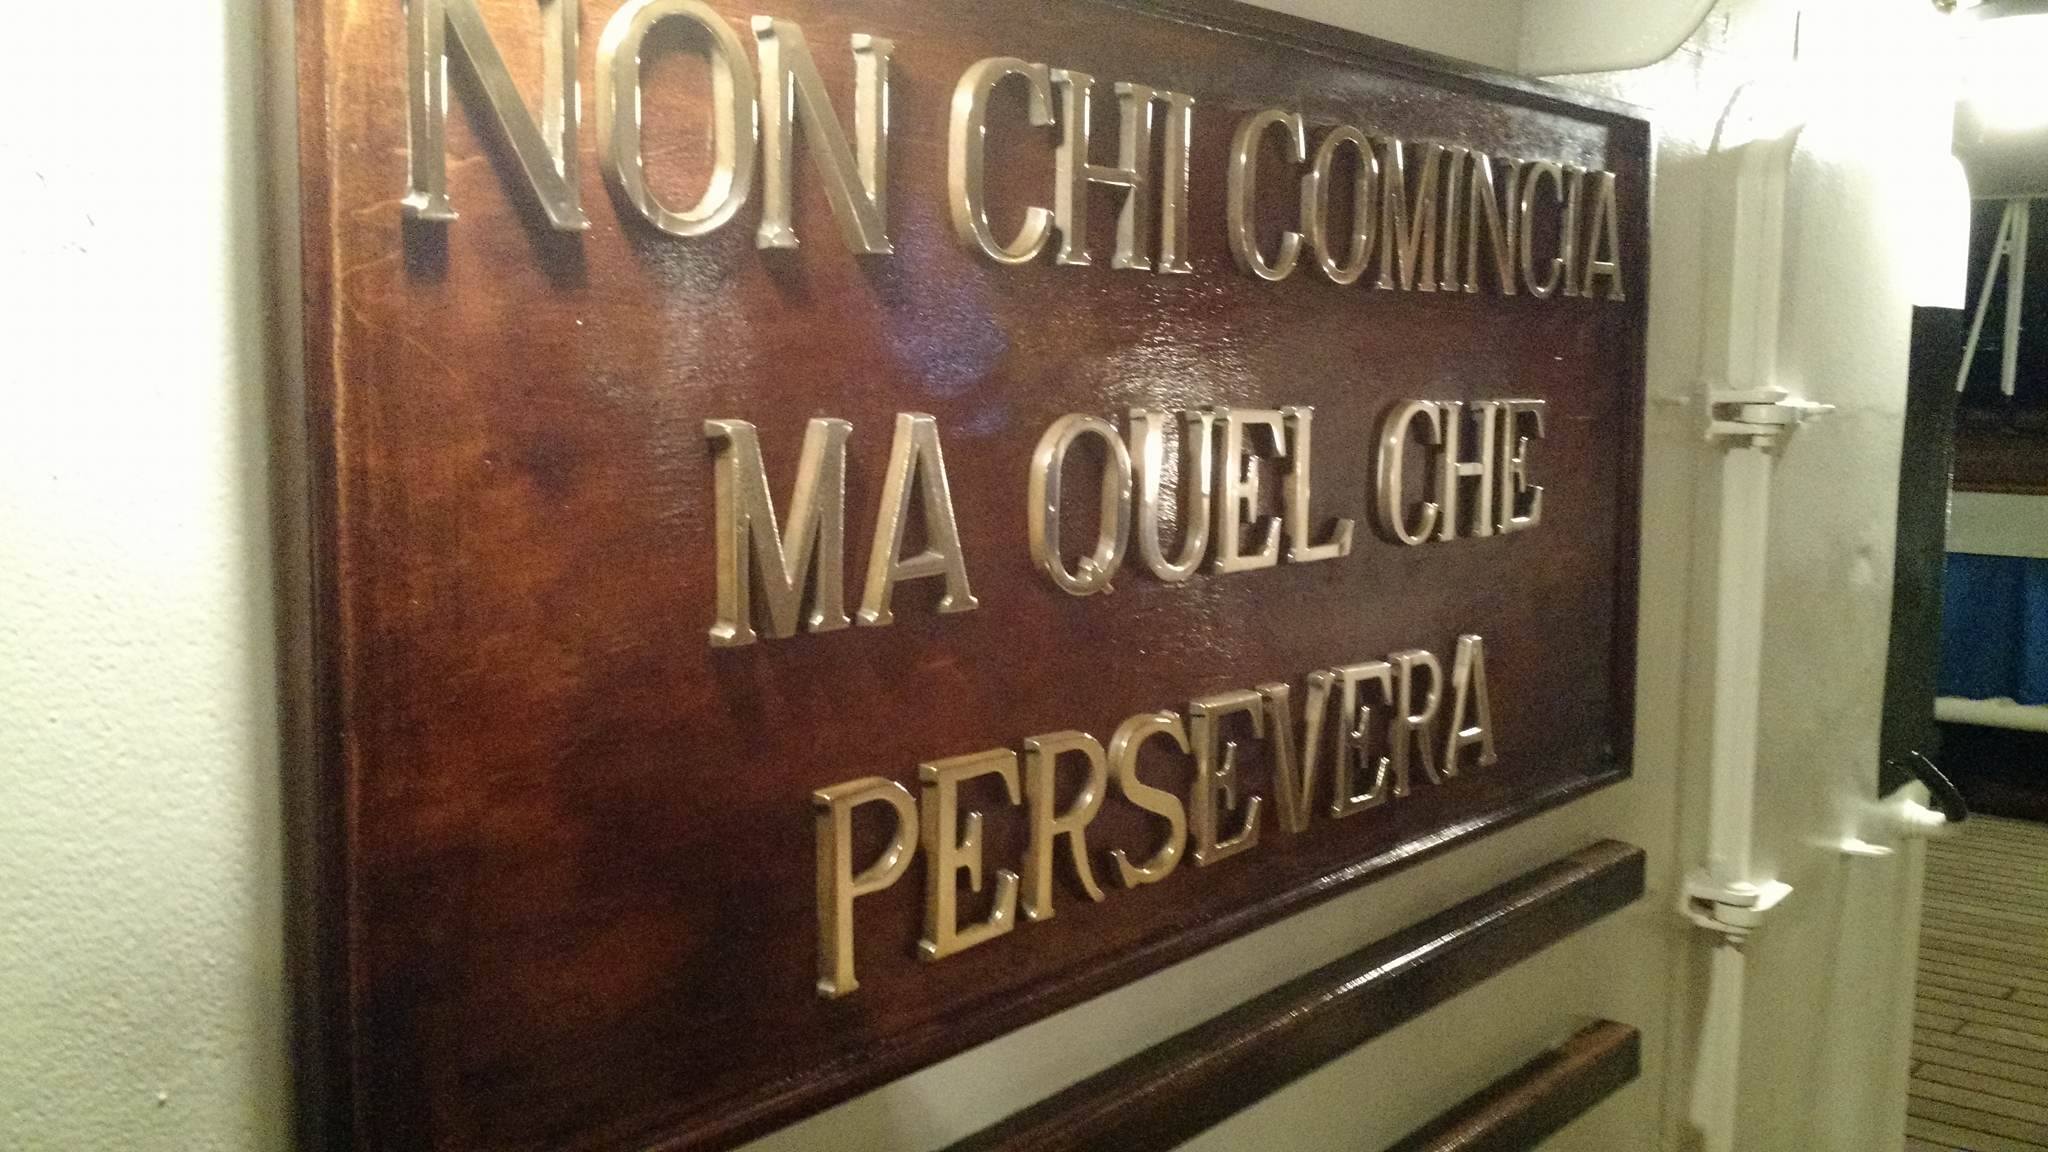 NON CHI COMINCIA
MA QUEL CHE
PERSEVERA